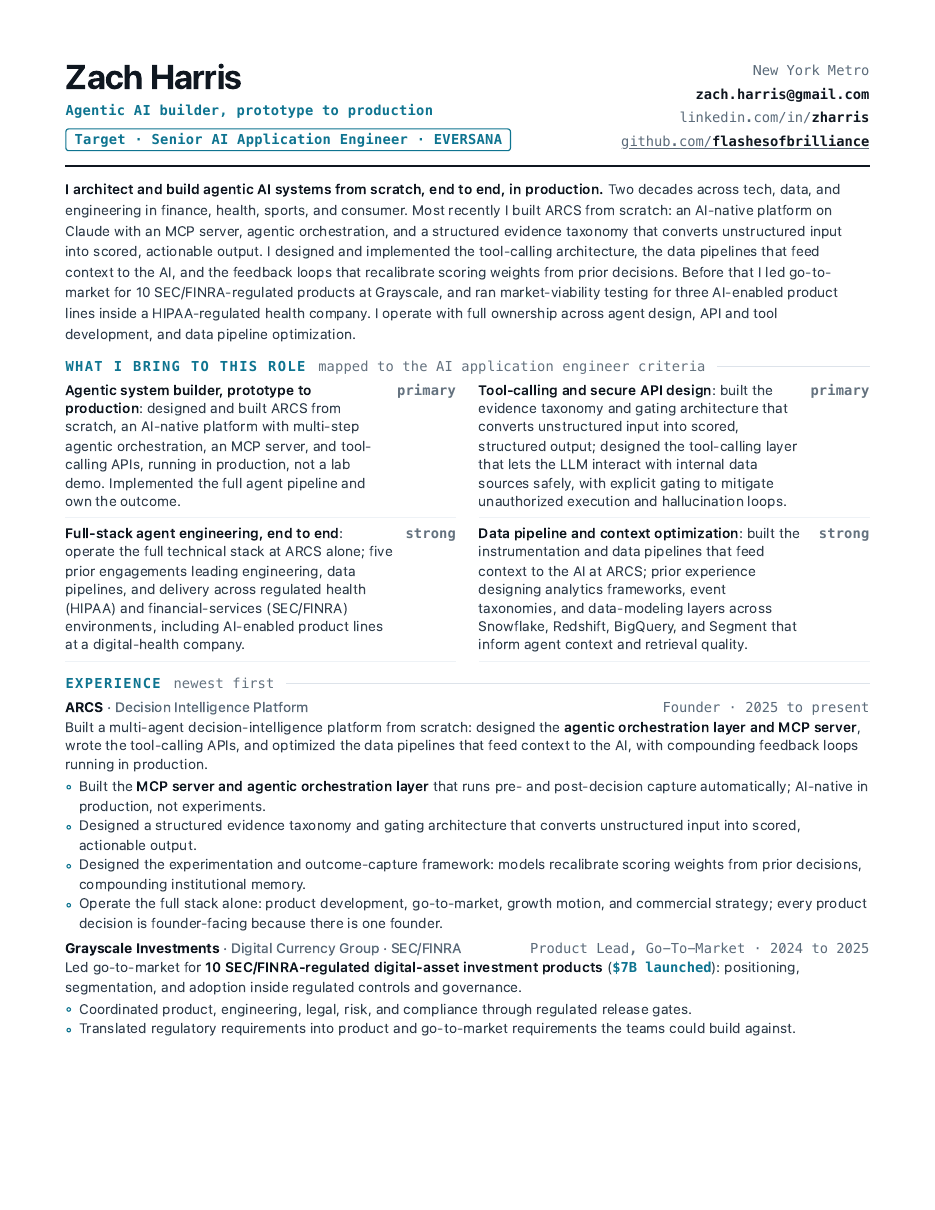 Zach Harris
Agentic AI builder, prototype to production
Target · Senior AI Application Engineer · EVERSANA
New York Metro
zach.harris@gmail.com
linkedin.com/in/zharris
github.com/flashesofbrilliance
I architect and build agentic AI systems from scratch, end to end, in production. Two decades across tech, data, and
engineering in finance, health, sports, and consumer. Most recently I built ARCS from scratch: an AI-native platform on
Claude with an MCP server, agentic orchestration, and a structured evidence taxonomy that converts unstructured input
into scored, actionable output. I designed and implemented the tool-calling architecture, the data pipelines that feed
context to the AI, and the feedback loops that recalibrate scoring weights from prior decisions. Before that I led go-to-
market for 10 SEC/FINRA-regulated products at Grayscale, and ran market-viability testing for three AI-enabled product
lines inside a HIPAA-regulated health company. I operate with full ownership across agent design, API and tool
development, and data pipeline optimization.
WHAT I BRING TO THIS ROLE mapped to the AI application engineer criteria
Agentic system builder, prototype to primary
production: designed and built ARCS from
scratch, an AI-native platform with multi-step
agentic orchestration, an MCP server, and tool-
calling APIs, running in production, not a lab
demo. Implemented the full agent pipeline and
own the outcome.
Tool-calling and secure API design: built the primary
evidence taxonomy and gating architecture that
converts unstructured input into scored,
structured output; designed the tool-calling layer
that lets the LLM interact with internal data
sources safely, with explicit gating to mitigate
unauthorized execution and hallucination loops.
Full-stack agent engineering, end to end: strong
operate the full technical stack at ARCS alone; five
prior engagements leading engineering, data
pipelines, and delivery across regulated health
(HIPAA) and financial-services (SEC/FINRA)
environments, including AI-enabled product lines
at a digital-health company.
Data pipeline and context optimization: built the strong
instrumentation and data pipelines that feed
context to the AI at ARCS; prior experience
designing analytics frameworks, event
taxonomies, and data-modeling layers across
Snowflake, Redshift, BigQuery, and Segment that
inform agent context and retrieval quality.
EXPERIENCE newest first
ARCS · Decision Intelligence Platform Founder · 2025 to present
Built a multi-agent decision-intelligence platform from scratch: designed the agentic orchestration layer and MCP server,
wrote the tool-calling APIs, and optimized the data pipelines that feed context to the AI, with compounding feedback loops
running in production.
Built the MCP server and agentic orchestration layer that runs pre- and post-decision capture automatically; AI-native in
production, not experiments.
Designed a structured evidence taxonomy and gating architecture that converts unstructured input into scored,
actionable output.
Designed the experimentation and outcome-capture framework: models recalibrate scoring weights from prior decisions,
compounding institutional memory.
Operate the full stack alone: product development, go-to-market, growth motion, and commercial strategy; every product
decision is founder-facing because there is one founder.
Grayscale Investments · Digital Currency Group · SEC/FINRA Product Lead, Go-To-Market · 2024 to 2025
Led go-to-market for 10 SEC/FINRA-regulated digital-asset investment products ($7B launched): positioning,
segmentation, and adoption inside regulated controls and governance.
Coordinated product, engineering, legal, risk, and compliance through regulated release gates.
Translated regulatory requirements into product and go-to-market requirements the teams could build against.